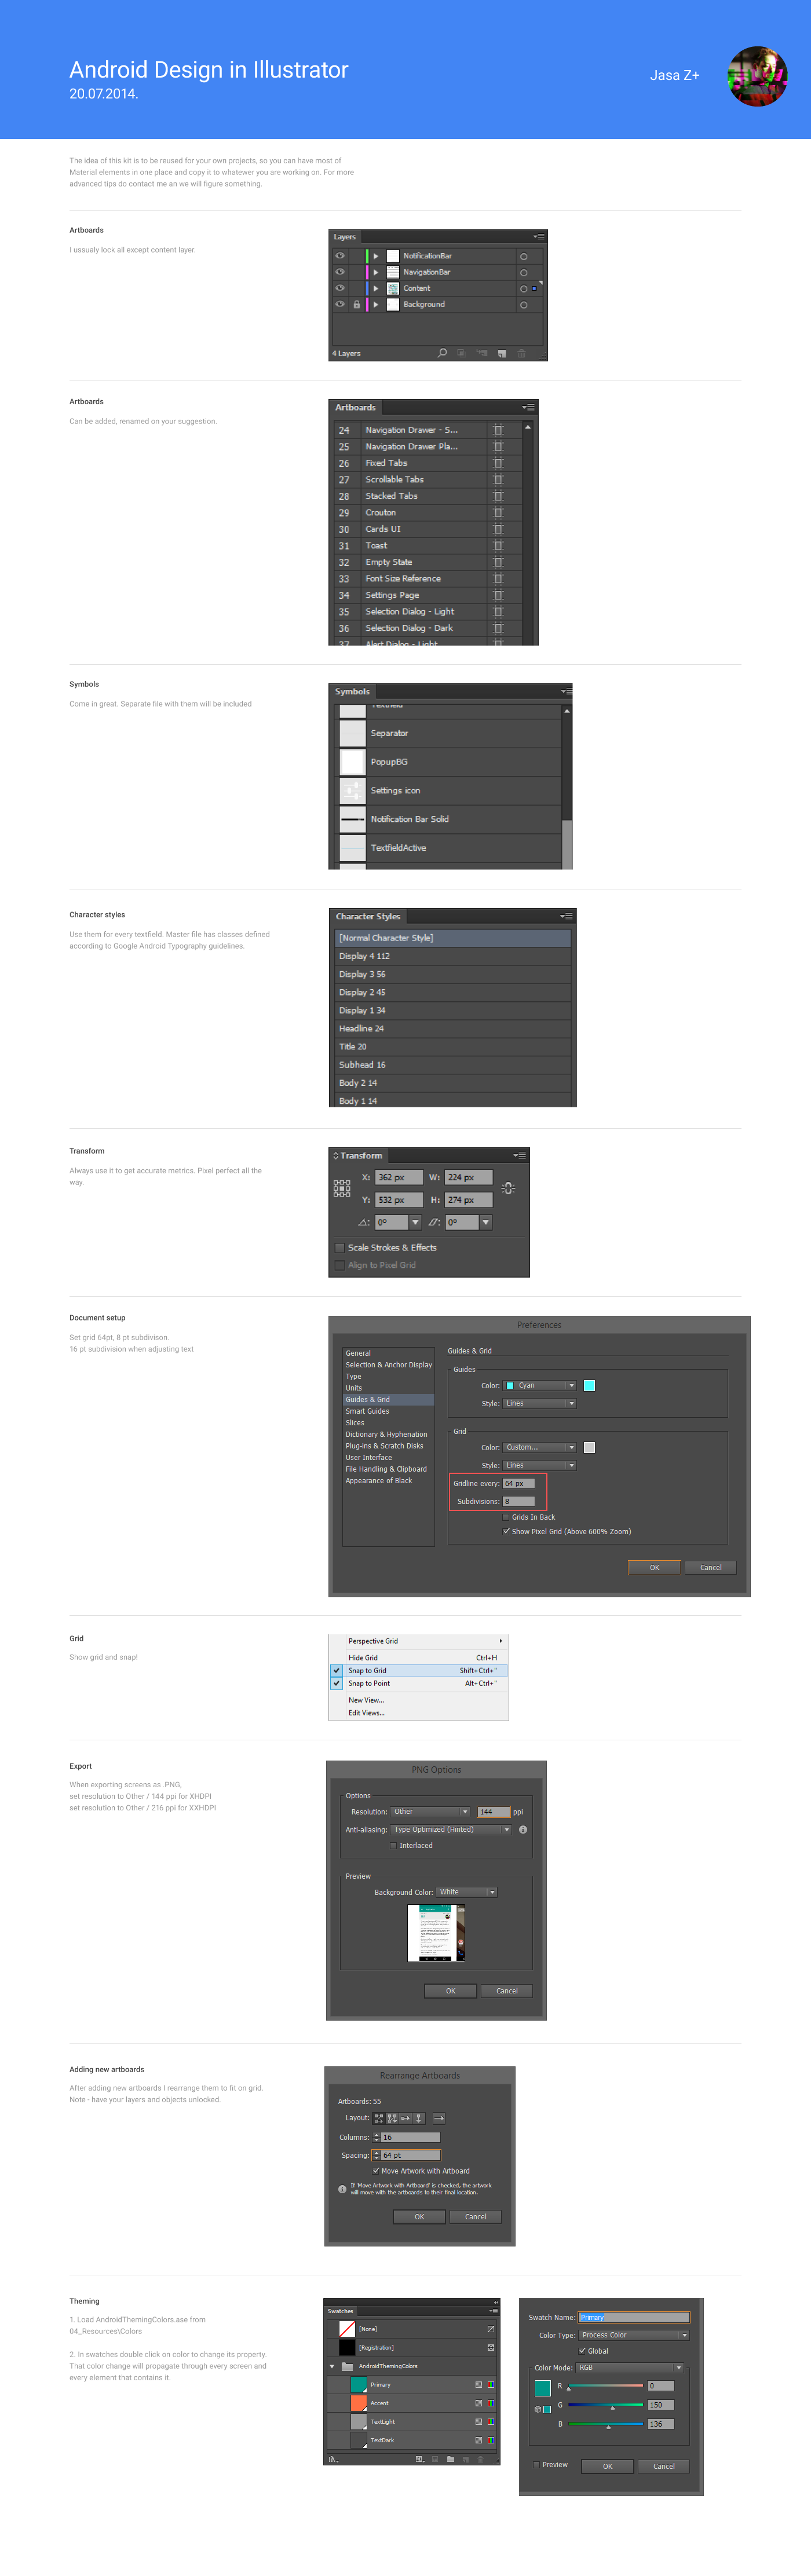 Android Design in Illustrator
20.07.2014.
Jasa Z+
The idea of this kit is to be reused for your own projects, so you can have most of
Material elements in one place and copy it to whatever you are working on. For more
advanced tips do contact me an we will figure something.
Artboards
I ussualy lock all except content layer.
Layers
NotificationBar
NavigationBar
Content
Background
4 Layers
Artboards
Can be added, renamed on your suggestion.
Artboards
24 Navigation Drawer - S...
25 Navigation Drawer Pla...
26 Fixed Tabs
27 Scrollable Tabs
28 Stacked Tabs
29 Crouton
30 Cards UI
31 Toast
32 Empty State
33 Font Size Reference
34 Settings Page
35 Selection Dialog - Light
36 Selection Dialog - Dark
37 Alert Dialog - Light
Symbols
Come in great. Separate file with them will be included
Symbols
Textfield
Separator
PopupBG
Settings icon
Notification Bar Solid
TextfieldActive
Character styles
Use them for every textfield. Master file has classes defined
according to Google Android Typography guidelines.
Character Styles
[Normal Character Style]
Display 4 112
Display 3 56
Display 2 45
Display 1 34
Headline 24
Title 20
Subhead 16
Body 2 14
Body 1 14
Transform
Always use it to get accurate metrics. Pixel perfect all the
way.
Transform
X: 362 px W: 224 px
Y: 532 px H: 274 px
0° 0°
Scale Strokes & Effects
Align to Pixel Grid
Document setup
Set grid 64pt, 8 pt subdivison.
16 pt subdivision when adjusting text
Preferences
General
Selection & Anchor Display
Type
Units
Guides & Grid
Smart Guides
Slices
Dictionary & Hyphenation
Plug-ins & Scratch Disks
User Interface
File Handling & Clipboard
Appearance of Black
Guides & Grid
Guides
Color: Cyan
Style: Lines
Grid
Color: Custom...
Style: Lines
Gridline every: 64 px
Subdivisions: 8
Grids In Back
Show Pixel Grid (Above 600% Zoom)
OK Cancel
Grid
Show grid and snap!
Perspective Grid
Hide Grid Ctrl+H
Snap to Grid Shift+Ctrl+"
Snap to Point Alt+Ctrl+"
New View...
Edit Views...
Export
When exporting screens as .PNG,
set resolution to Other / 144 ppi for XHDPI
set resolution to Other / 216 ppi for XXHDPI
PNG Options
Options
Resolution: Other 144 ppi
Anti-aliasing: Type Optimized (Hinted)
Interlaced
Preview
Background Color: White
OK Cancel
Adding new artboards
After adding new artboards I rearrange them to fit on grid.
Note - have your layers and objects unlocked.
Rearrange Artboards
Artboards: 55
Layout:
Columns: 16
Spacing: 64 pt
Move Artwork with Artboard
If 'Move Artwork with Artboard' is checked, the artwork
will move with the artboards to their final location.
OK Cancel
Theming
1. Load AndroidThemingColors.ase from
04_Resources\Colors
2. In swatches double click on color to change its property.
That color change will propagate through every screen and
every element that contains it.
Swatches
[None]
[Registration]
AndroidThemingColors
Primary
Accent
TextLight
TextDark
Swatch Name: Primary
Color Type: Process Color
Global
Color Mode: RGB
R 0
G 150
B 136
Preview OK Cancel